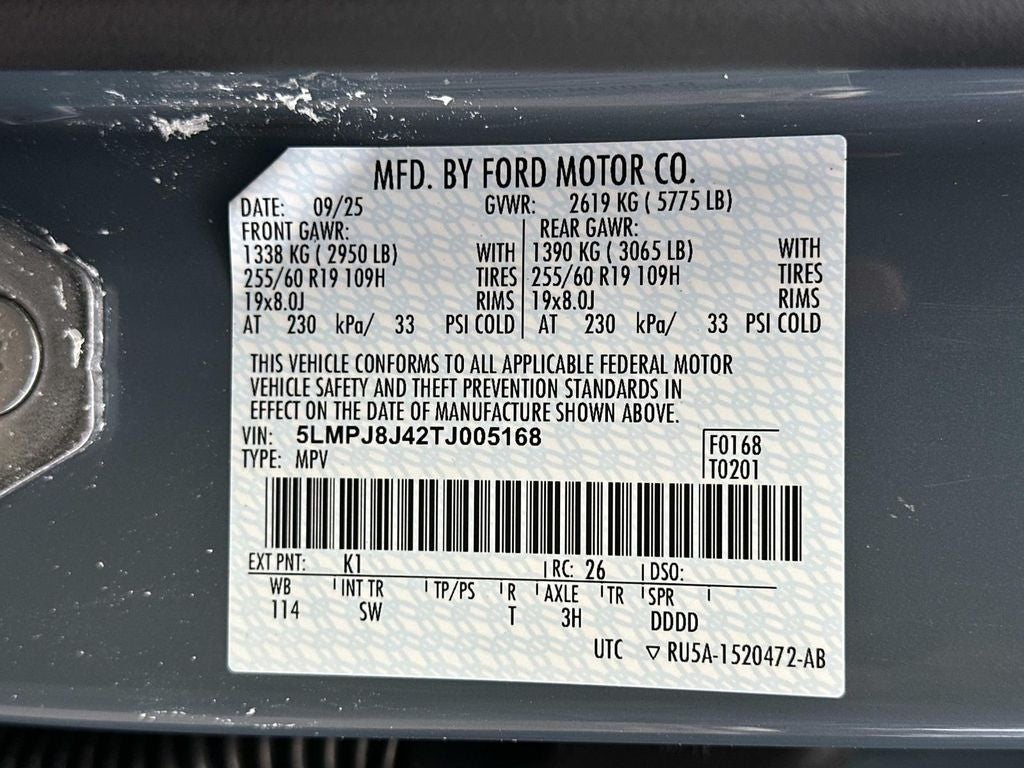 MFD. BY FORD MOTOR CO.
DATE: 09/25 GVWR: 2619 KG ( 5775 LB)
FRONT GAWR: REAR GAWR:
1338 KG ( 2950 LB) WITH 1390 KG ( 3065 LB) WITH
255/60 R19 109H TIRES 255/60 R19 109H TIRES
19x8.0J RIMS 19x8.0J RIMS
AT 230 kPa/ 33 PSI COLD AT 230 kPa/ 33 PSI COLD
THIS VEHICLE CONFORMS TO ALL APPLICABLE FEDERAL MOTOR
VEHICLE SAFETY AND THEFT PREVENTION STANDARDS IN
EFFECT ON THE DATE OF MANUFACTURE SHOWN ABOVE.
VIN: 5LMPJ8J42TJ005168
TYPE: MPV
F0168
T0201
EXT PNT: K1 RC: 26 DSO:
WB INT TR TP/PS R AXLE TR SPR
114 SW T 3H DDDD
UTC ▽ RU5A-1520472-AB